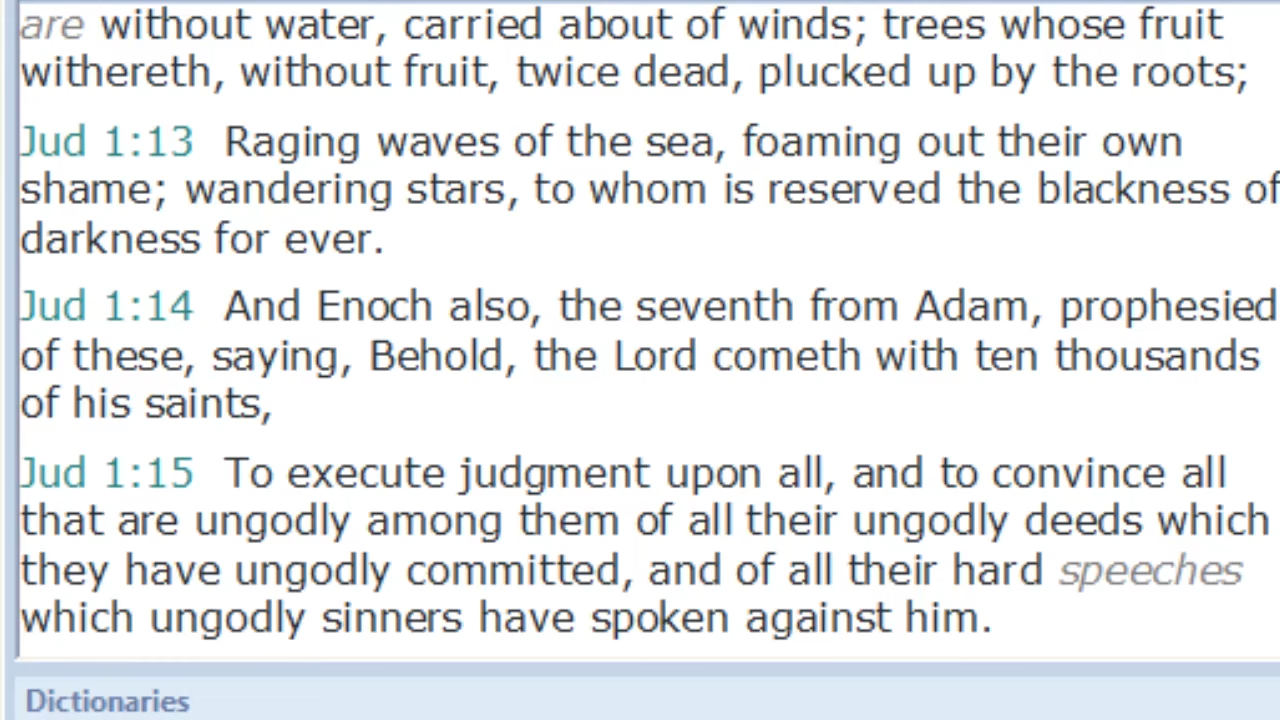 are without water, carried about of winds; trees whose fruit
withereth, without fruit, twice dead, plucked up by the roots;
Jud 1:13 Raging waves of the sea, foaming out their own
shame; wandering stars, to whom is reserved the blackness of
darkness for ever.
Jud 1:14 And Enoch also, the seventh from Adam, prophesied
of these, saying, Behold, the Lord cometh with ten thousands
of his saints,
Jud 1:15 To execute judgment upon all, and to convince all
that are ungodly among them of all their ungodly deeds which
they have ungodly committed, and of all their hard speeches
which ungodly sinners have spoken against him.
Dictionaries